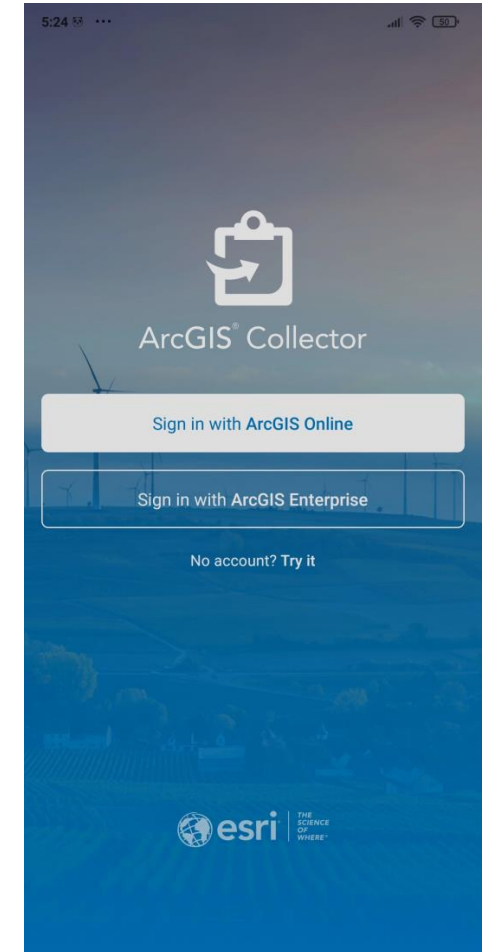 5:24 ...
50
ArcGIS® Collector
Sign in with ArcGIS Online
Sign in with ArcGIS Enterprise
No account? Try it
esri
THE
SCIENCE
OF
WHERE®